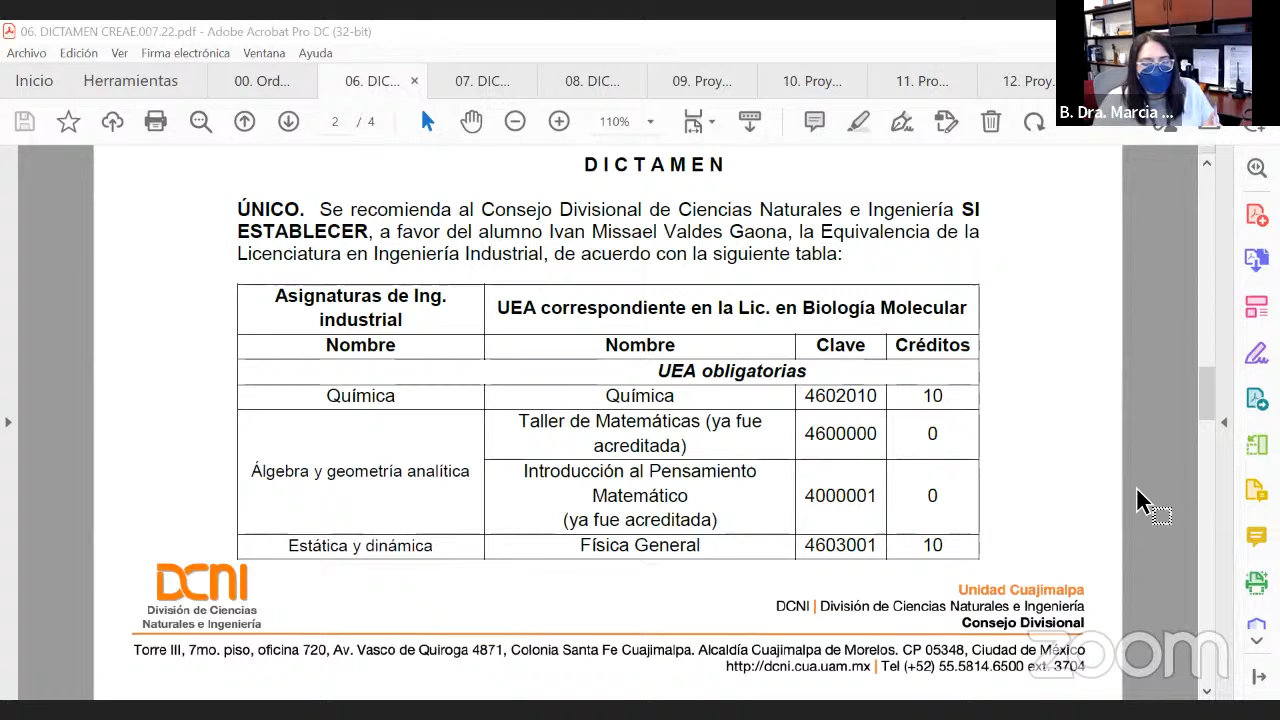 06. DICTAMEN CREAE.007.22.pdf - Adobe Acrobat Pro DC (32-bit)
Archivo Edición Ver Firma electrónica Ventana Ayuda
Inicio Herramientas 00. Ord... 06. DIC... × 07. DIC 08. DIC... 09. Proy... 10. Proy... 11. Pro... 12. Proy.
2 / 4 110%
B. Dra. Marcia ...
DICTAMEN
ÚNICO. Se recomienda al Consejo Divisional de Ciencias Naturales e Ingeniería SI
ESTABLECER, a favor del alumno Ivan Missael Valdes Gaona, la Equivalencia de la
Licenciatura en Ingeniería Industrial, de acuerdo con la siguiente tabla:
Asignaturas de Ing.
industrial
UEA correspondiente en la Lic. en Biología Molecular
Nombre Nombre Clave Créditos
UEA obligatorias
Química Química 4602010 10
Álgebra y geometría analítica
Taller de Matemáticas (ya fue
acreditada)
4600000 0
Introducción al Pensamiento
Matemático
(ya fue acreditada)
4000001 0
Estática y dinámica Física General 4603001 10
DCNI
División de Ciencias
Naturales e Ingeniería
Unidad Cuajimalpa
DCNI | División de Ciencias Naturales e Ingeniería
Consejo Divisional
Torre III, 7mo. piso, oficina 720, Av. Vasco de Quiroga 4871, Colonia Santa Fe Cuajimalpa. Alcaldía Cuajimalpa de Morelos. CP 05348, Ciudad de México
http://dcni.cua.uam.mx | Tel (+52) 55.5814.6500 ext. 3704
zoom